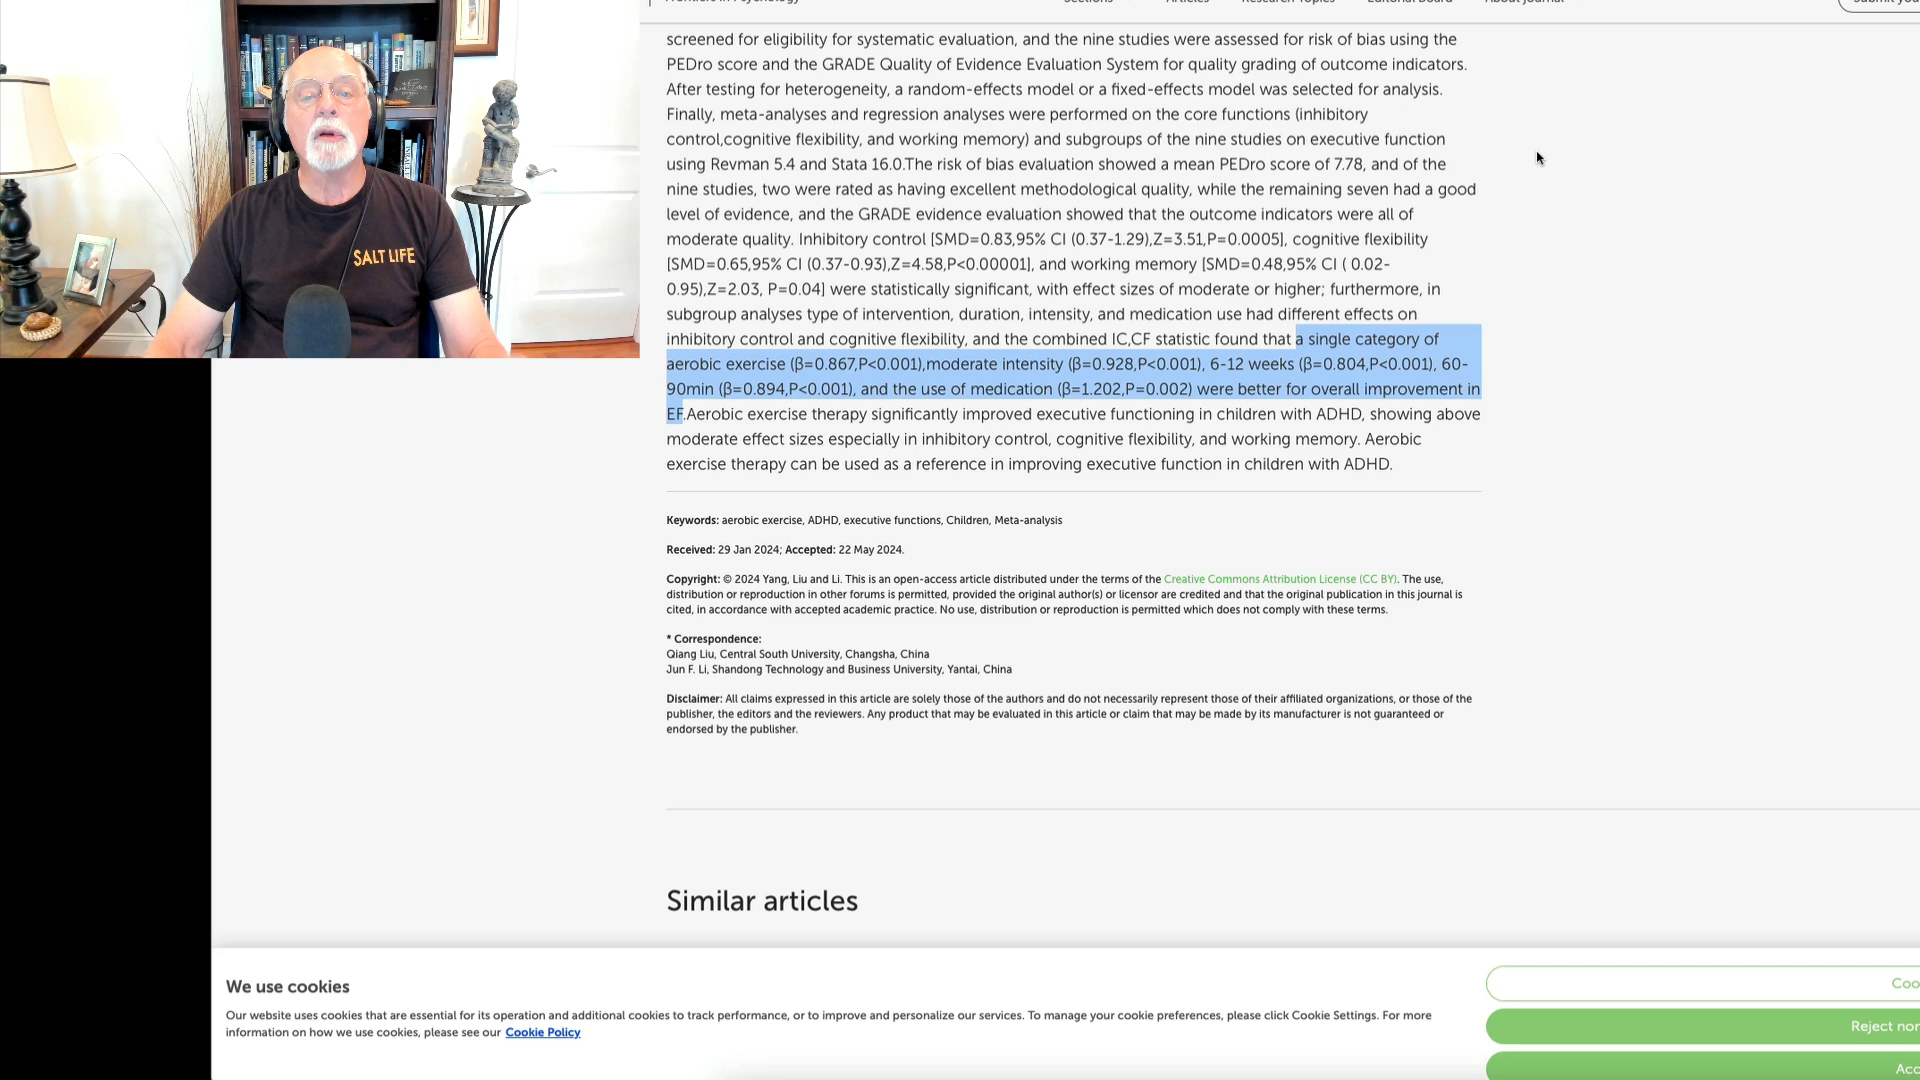 SALT LIFE
screened for eligibility for systematic evaluation, and the nine studies were assessed for risk of bias using the
PEDro score and the GRADE Quality of Evidence Evaluation System for quality grading of outcome indicators.
After testing for heterogeneity, a random-effects model or a fixed-effects model was selected for analysis.
Finally, meta-analyses and regression analyses were performed on the core functions (inhibitory
control,cognitive flexibility, and working memory) and subgroups of the nine studies on executive function
using Revman 5.4 and Stata 16.0.The risk of bias evaluation showed a mean PEDro score of 7.78, and of the
nine studies, two were rated as having excellent methodological quality, while the remaining seven had a good
level of evidence, and the GRADE evidence evaluation showed that the outcome indicators were all of
moderate quality. Inhibitory control [SMD=0.83,95% CI (0.37-1.29),Z=3.51,P=0.0005], cognitive flexibility
[SMD=0.65,95% CI (0.37-0.93),Z=4.58,P<0.00001], and working memory [SMD=0.48,95% CI ( 0.02-
0.95),Z=2.03, P=0.04] were statistically significant, with effect sizes of moderate or higher; furthermore, in
subgroup analyses type of intervention, duration, intensity, and medication use had different effects on
inhibitory control and cognitive flexibility, and the combined IC,CF statistic found that a single category of
aerobic exercise (β=0.867,P<0.001),moderate intensity (β=0.928,P<0.001), 6-12 weeks (β=0.804,P<0.001), 60-
90min (β=0.894,P<0.001), and the use of medication (β=1.202,P=0.002) were better for overall improvement in
EF.Aerobic exercise therapy significantly improved executive functioning in children with ADHD, showing above
moderate effect sizes especially in inhibitory control, cognitive flexibility, and working memory. Aerobic
exercise therapy can be used as a reference in improving executive function in children with ADHD.
Keywords: aerobic exercise, ADHD, executive functions, Children, Meta-analysis
Received: 29 Jan 2024; Accepted: 22 May 2024.
Copyright: © 2024 Yang, Liu and Li. This is an open-access article distributed under the terms of the Creative Commons Attribution License (CC BY). The use,
distribution or reproduction in other forums is permitted, provided the original author(s) or licensor are credited and that the original publication in this journal is
cited, in accordance with accepted academic practice. No use, distribution or reproduction is permitted which does not comply with these terms.
* Correspondence:
Qiang Liu, Central South University, Changsha, China
Jun F. Li, Shandong Technology and Business University, Yantai, China
Disclaimer: All claims expressed in this article are solely those of the authors and do not necessarily represent those of their affiliated organizations, or those of the
publisher, the editors and the reviewers. Any product that may be evaluated in this article or claim that may be made by its manufacturer is not guaranteed or
endorsed by the publisher.
Similar articles
We use cookies
Our website uses cookies that are essential for its operation and additional cookies to track performance, or to improve and personalize our services. To manage your cookie preferences, please click Cookie Settings. For more
information on how we use cookies, please see our Cookie Policy
Coo
Reject nor
Acc